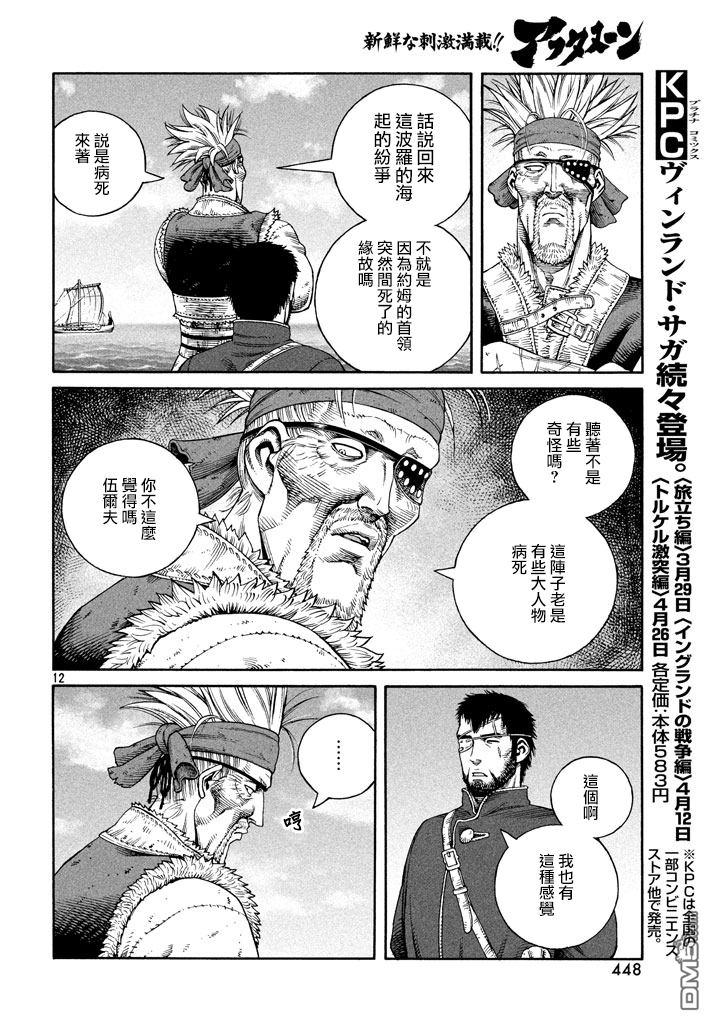 新鮮な刺激満載!!
アフタヌーン
KPC
プラチナ
コミックス
ヴィンランド・サガ続々登場。
〈旅立ち編〉3月29日〈イングランドの戦争編〉4月12日
〈トルケル激突編〉4月26日 各定価:本体583円
※KPCは全国の
一部コンビニエンス
ストア他で発売。
話說回來
這波羅的海
起的紛爭
不就是
因為約姆的首領
突然間死了的
緣故嗎
説是病死
來著
聽著不是
有些
奇怪嗎?
這陣子老是
有些大人物
病死
你不這麼
覺得嗎
伍爾夫
12
這個啊
我也有
這種感覺
……
哼
448
DM5